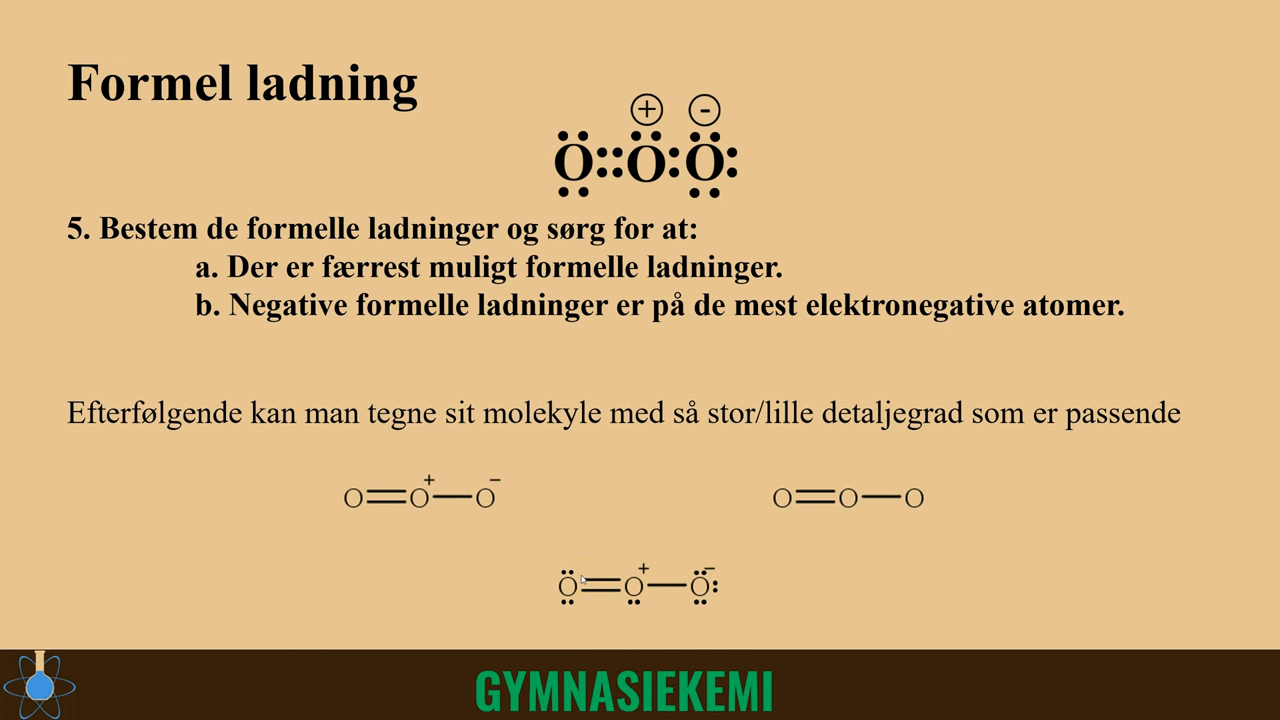 Formel ladning
+ -
O::O:O:
5. Bestem de formelle ladninger og sørg for at:
a. Der er færrest muligt formelle ladninger.
b. Negative formelle ladninger er på de mest elektronegative atomer.
Efterfølgende kan man tegne sit molekyle med så stor/lille detaljegrad som er passende
O=O⁺—O⁻ O=O—O
O=O⁺—O⁻:
GYMNASIEKEMI